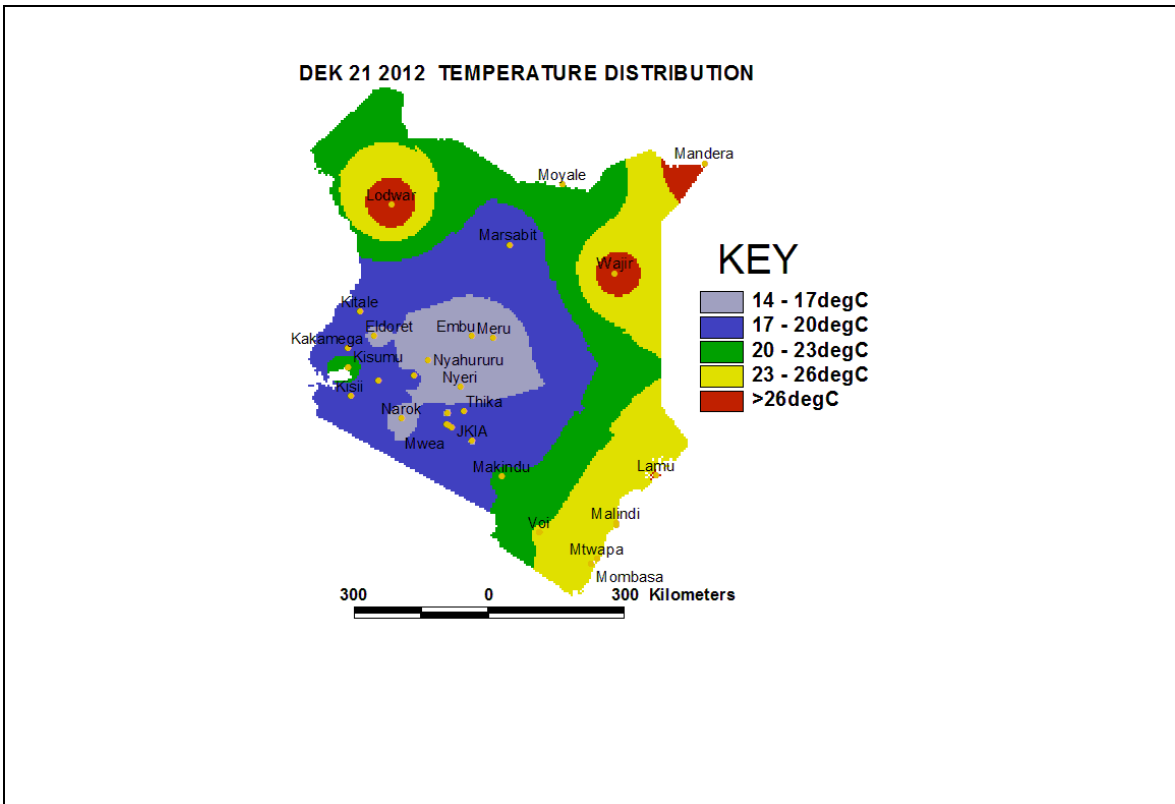 DEK 21 2012 TEMPERATURE DISTRIBUTION
Mandera
Moyale
Lodwar
Marsabit
Wajir
KEY
14 - 17degC
17 - 20degC
20 - 23degC
23 - 26degC
>26degC
Kitale
Eldoret
Embu
Meru
Kakamega
Kisumu
Nyahururu
Nyeri
Kisii
Narok
Thika
Mwea
JKIA
Makindu
Lamu
Voi
Malindi
Mtwapa
Mombasa
300 0 300 Kilometers